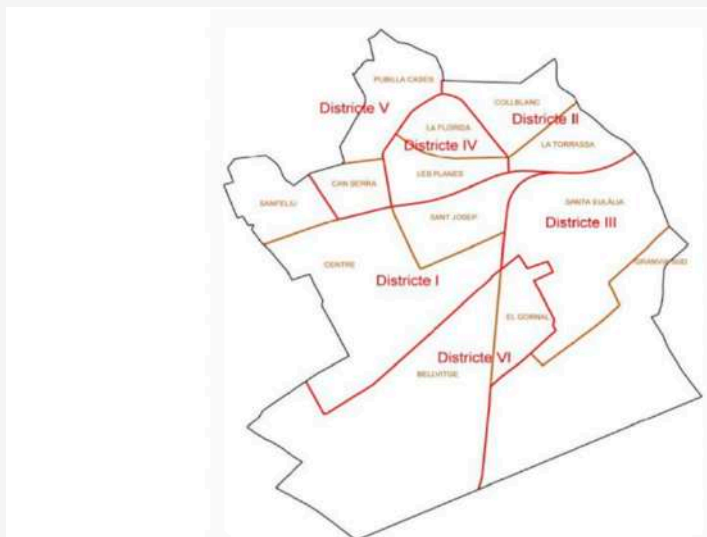 PUBILLA CASES
Districte V
COLLBLANC
Districte II
LA FLORIDA
Districte IV
LA TORRASSA
LES PLANES
CAN SERRA
SANFELIU
SANT JOSEP
SANTA EULÀLIA
Districte III
CENTRE
GRANVIA SUD
Districte I
EL GORNAL
Districte VI
BELLVITGE